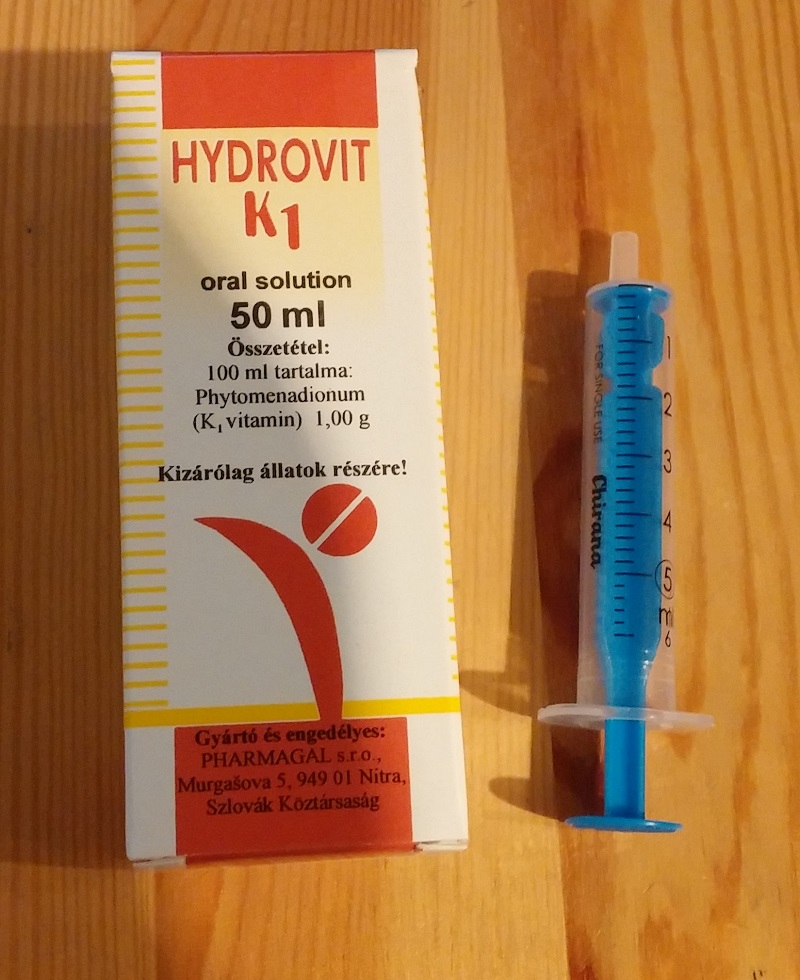 HYDROVIT
K1
oral solution
50 ml
Összetétel:
100 ml tartalma:
Phytomenadionum
(K₁ vitamin) 1,00 g
Kizárólag állatok részére!
Gyártó és engedélyes:
PHARMAGAL s.r.o.,
Murgašova 5, 949 01 Nitra,
Szlovák Köztársaság
FOR SINGLE USE
Chirana
1
2
3
4
5
ml
6